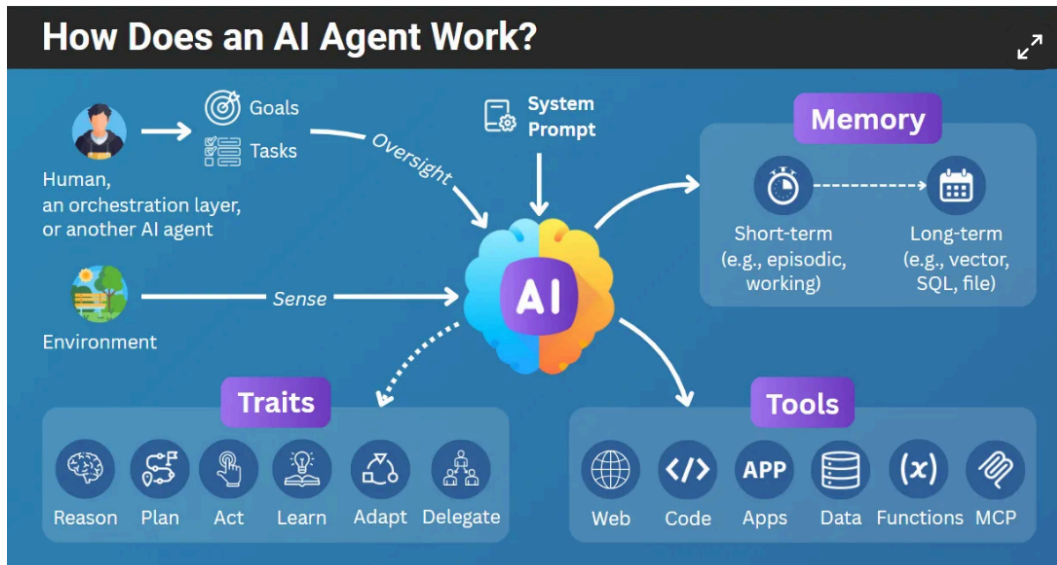 How Does an AI Agent Work?
Goals
Tasks
Human,
an orchestration layer,
or another AI agent
Oversight
System
Prompt
Memory
Short-term
(e.g., episodic,
working)
Long-term
(e.g., vector,
SQL, file)
Environment
Sense
AI
Traits
Reason Plan Act Learn Adapt Delegate
Tools
</> APP (x)
Web Code Apps Data Functions MCP